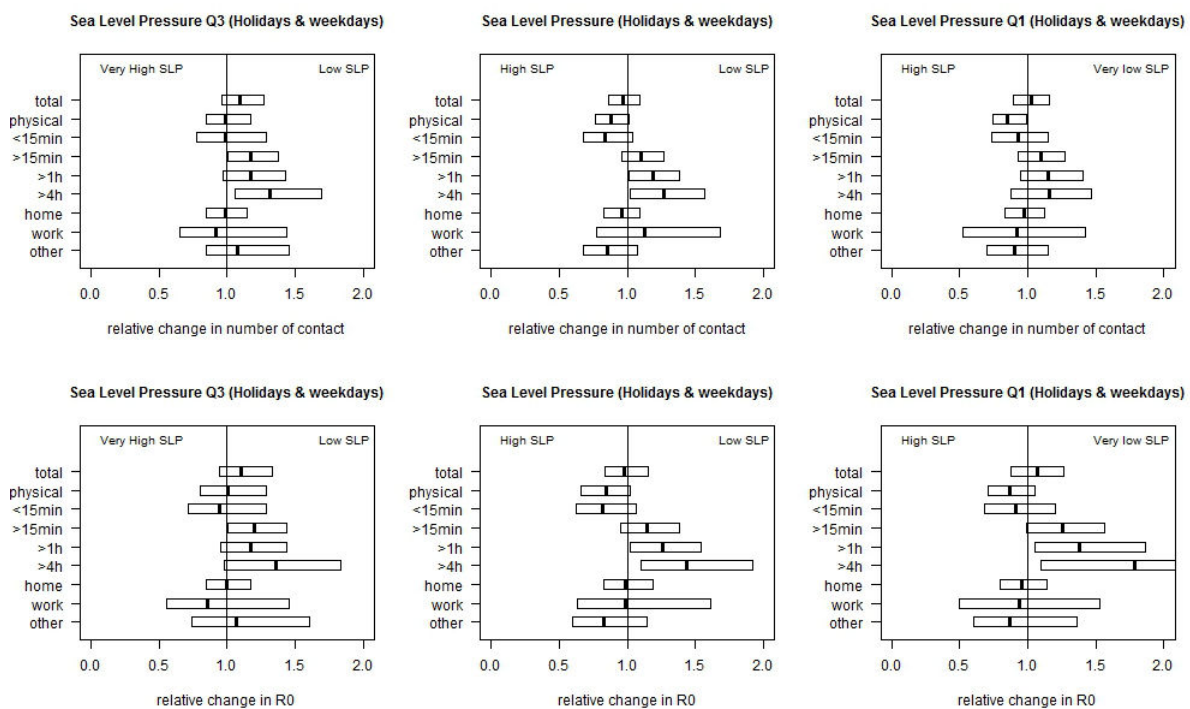 Sea Level Pressure Q3 (Holidays & weekdays)
Very High SLP
Low SLP
total
physical
<15min
>15min
>1h
>4h
home
work
other
0.0 0.5 1.0 1.5 2.0
relative change in number of contact
Sea Level Pressure (Holidays & weekdays)
High SLP
Low SLP
total
physical
<15min
>15min
>1h
>4h
home
work
other
0.0 0.5 1.0 1.5 2.0
relative change in number of contact
Sea Level Pressure Q1 (Holidays & weekdays)
High SLP
Very low SLP
total
physical
<15min
>15min
>1h
>4h
home
work
other
0.0 0.5 1.0 1.5 2.0
relative change in number of contact
Sea Level Pressure Q3 (Holidays & weekdays)
Very High SLP
Low SLP
total
physical
<15min
>15min
>1h
>4h
home
work
other
0.0 0.5 1.0 1.5 2.0
relative change in R0
Sea Level Pressure (Holidays & weekdays)
High SLP
Low SLP
total
physical
<15min
>15min
>1h
>4h
home
work
other
0.0 0.5 1.0 1.5 2.0
relative change in R0
Sea Level Pressure Q1 (Holidays & weekdays)
High SLP
Very low SLP
total
physical
<15min
>15min
>1h
>4h
home
work
other
0.0 0.5 1.0 1.5 2.0
relative change in R0